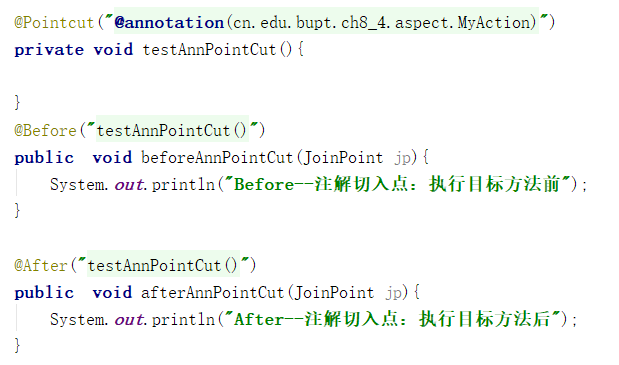 @Pointcut("@annotation(cn.edu.bupt.ch8_4.aspect.MyAction)")
private void testAnnPointCut(){
}
@Before("testAnnPointCut()")
public  void beforeAnnPointCut(JoinPoint jp){
System.out.println("Before--注解切入点：执行目标方法前");
}
@After("testAnnPointCut()")
public  void afterAnnPointCut(JoinPoint jp){
System.out.println("After--注解切入点：执行目标方法后");
}